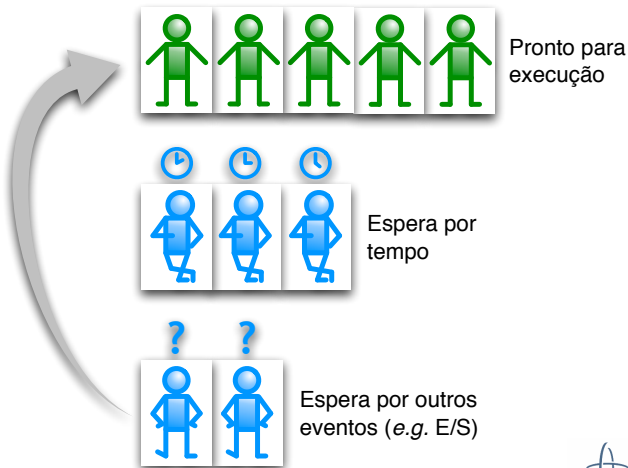 Pronto para
execução
Espera por
tempo
? ?
Espera por outros
eventos (e.g. E/S)